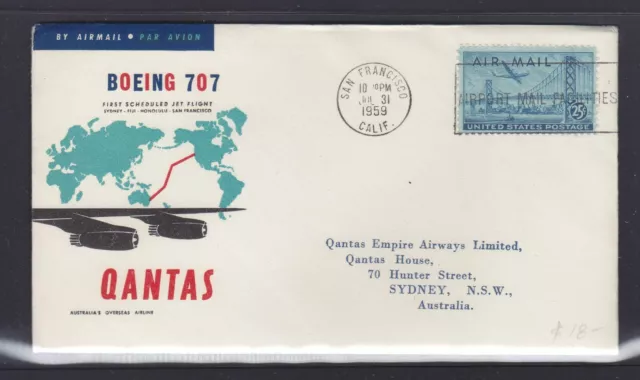 BY AIRMAIL • PAR AVION
BOEING 707
FIRST SCHEDULED JET FLIGHT
SYDNEY - FIJI - HONOLULU - SAN FRANCISCO
QANTAS
AUSTRALIA'S OVERSEAS AIRLINE
SAN FRANCISCO
10 PM
JUL 31
1959
CALIF.
AIR MAIL
AIRPORT MAIL FACILITIES
UNITED STATES POSTAGE
25¢
Qantas Empire Airways Limited,
Qantas House,
70 Hunter Street,
SYDNEY, N.S.W.,
Australia.
$18-